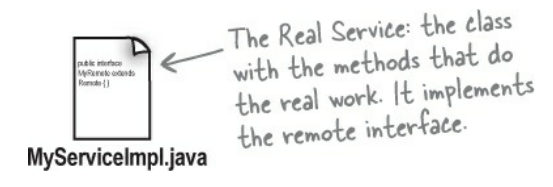 public interface
MyRemote extends
Remote { }
The Real Service: the class
with the methods that do
the real work. It implements
the remote interface.
MyServiceImpl.java